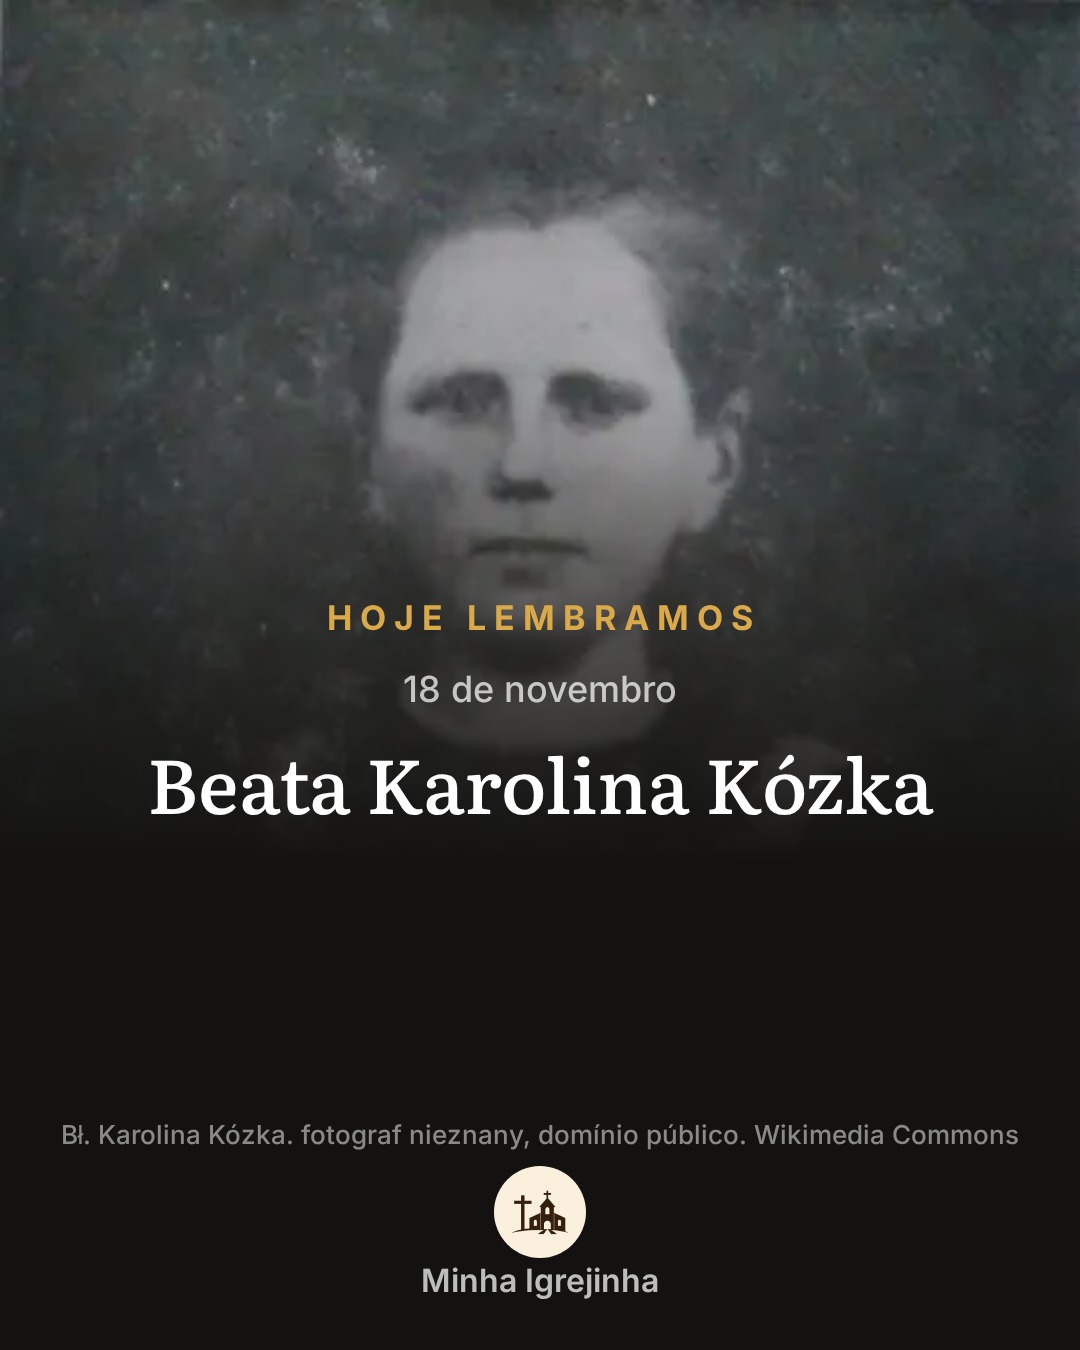 HOJE LEMBRAMOS
18 de novembro
Beata Karolina Kózka
Bł. Karolina Kózka. fotograf nieznany, domínio público. Wikimedia Commons
Minha Igrejinha